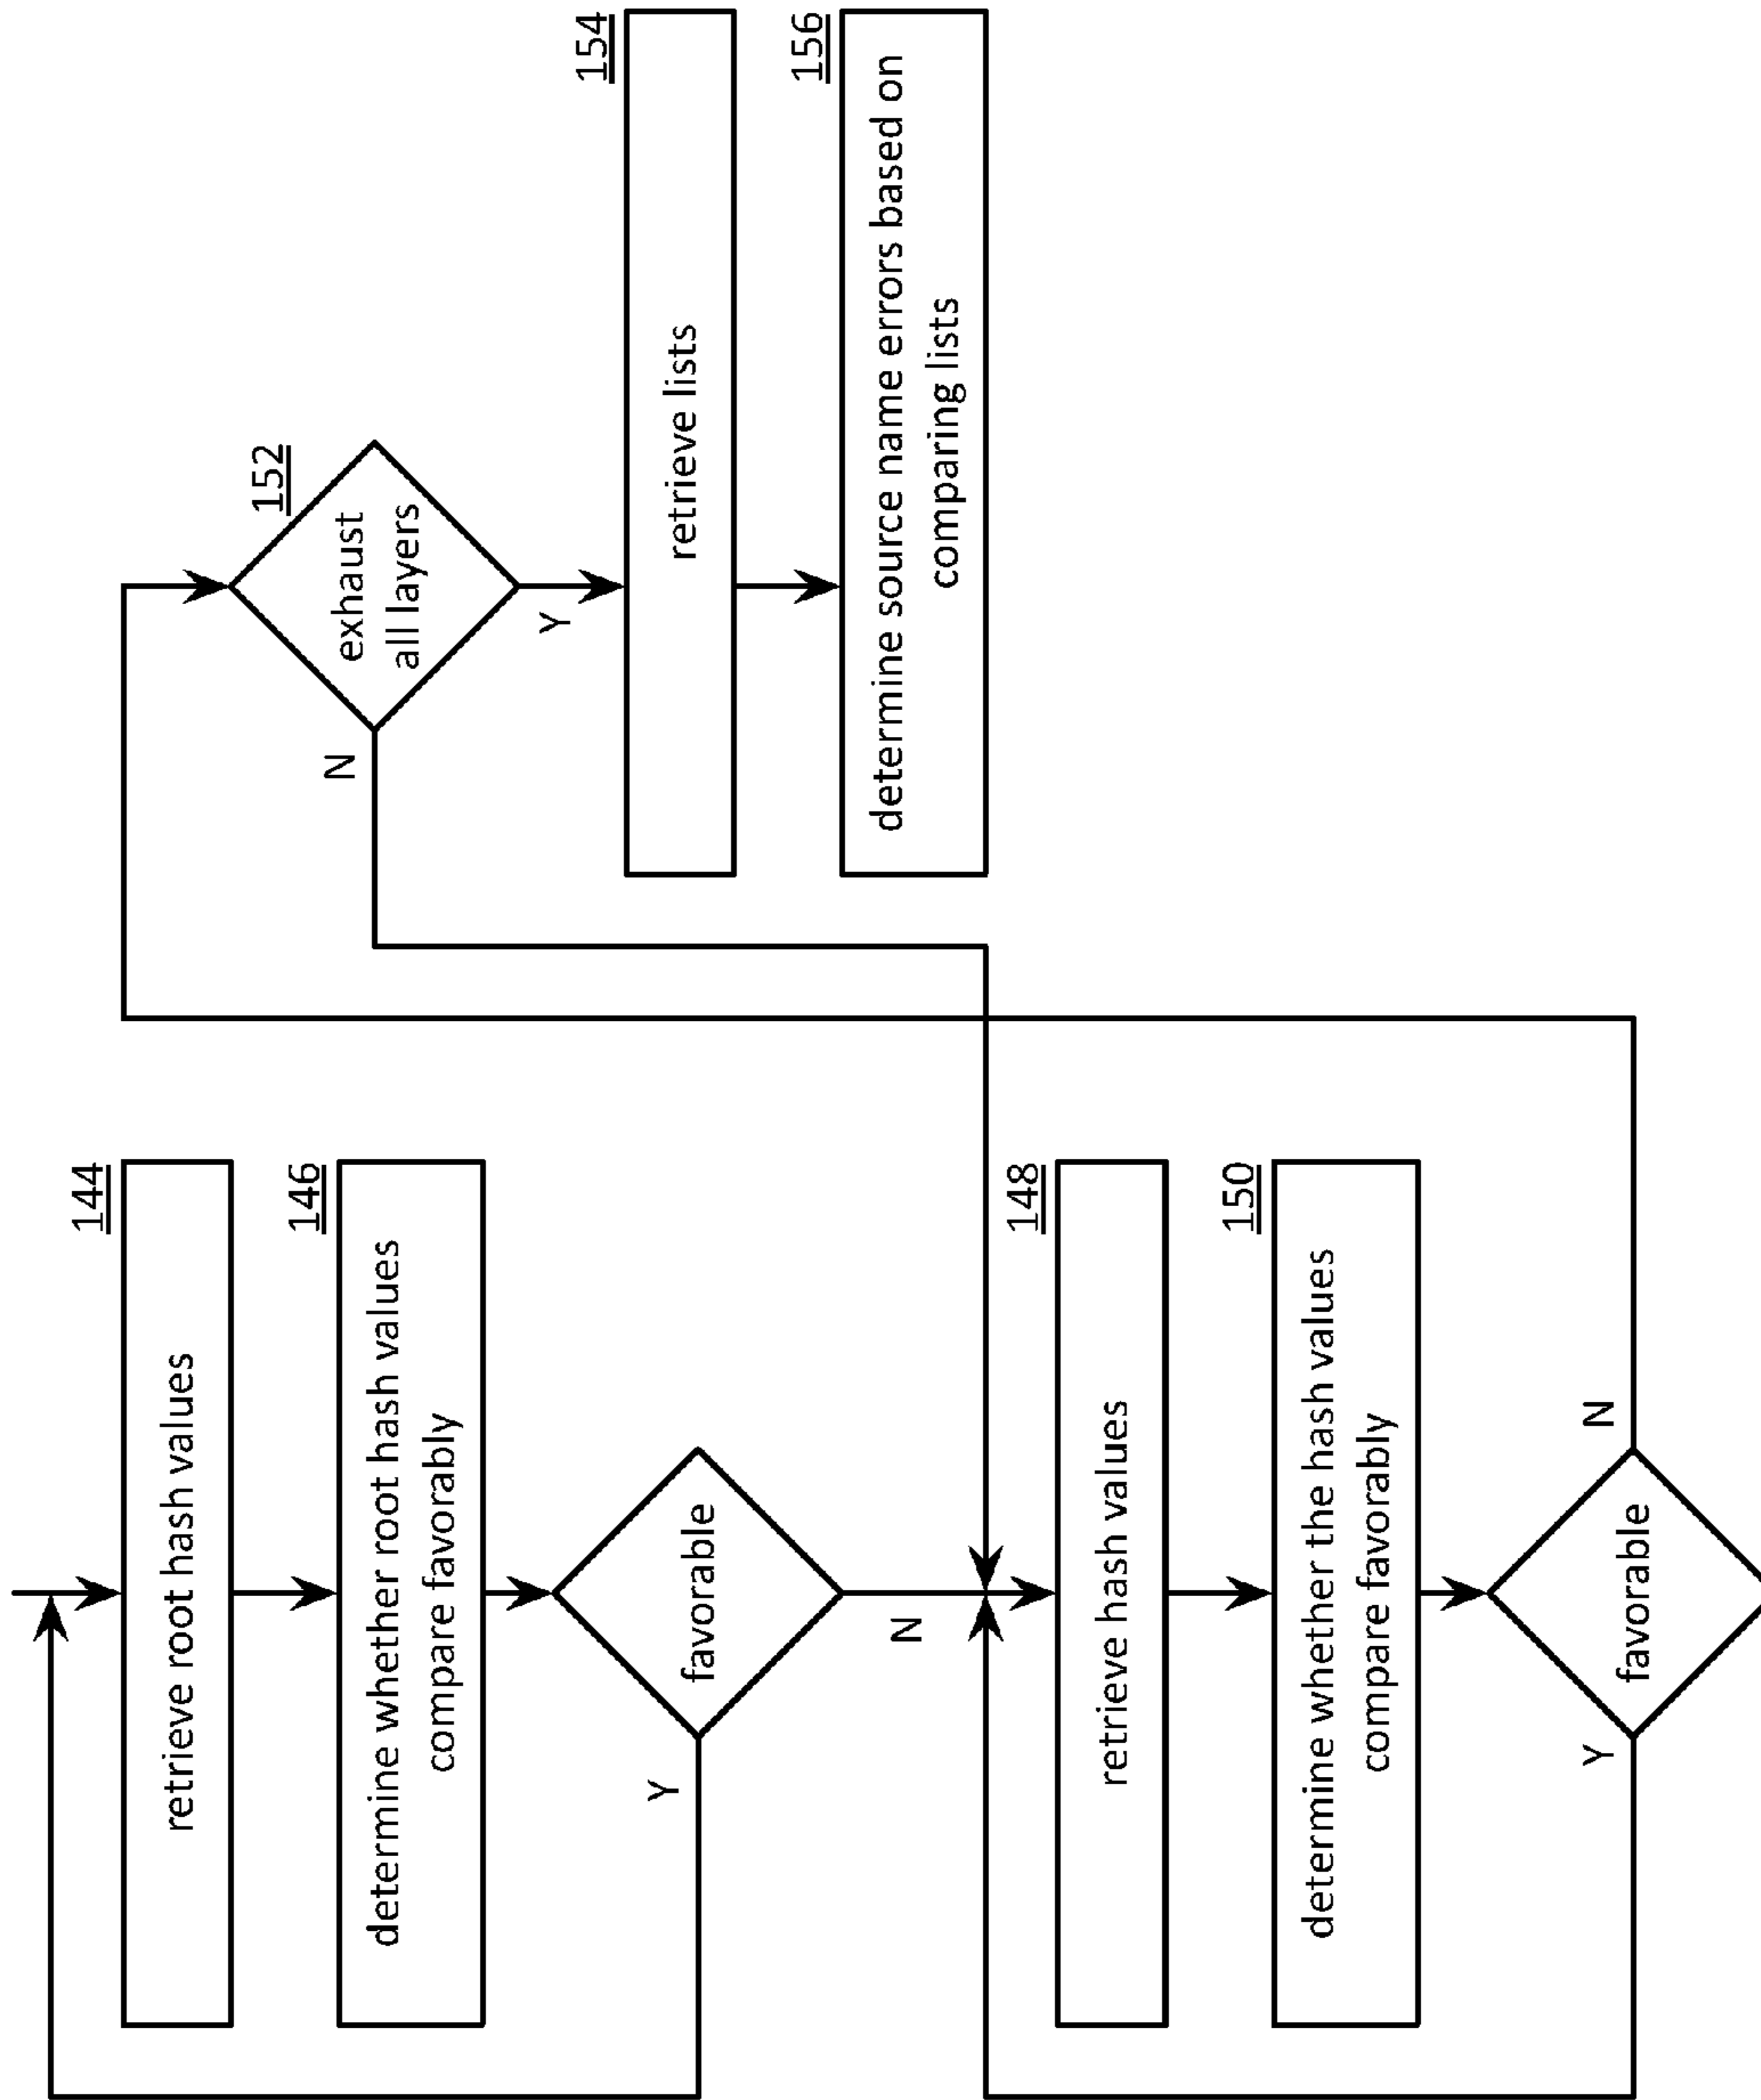 144
retrieve root hash values
146
determine whether root hash values
compare favorably
favorable
Y
N
148
retrieve hash values
150
determine whether the hash values
compare favorably
favorable
Y
N
152
exhaust
all layers
N
Y
154
retrieve lists
156
determine source name errors based on
comparing lists